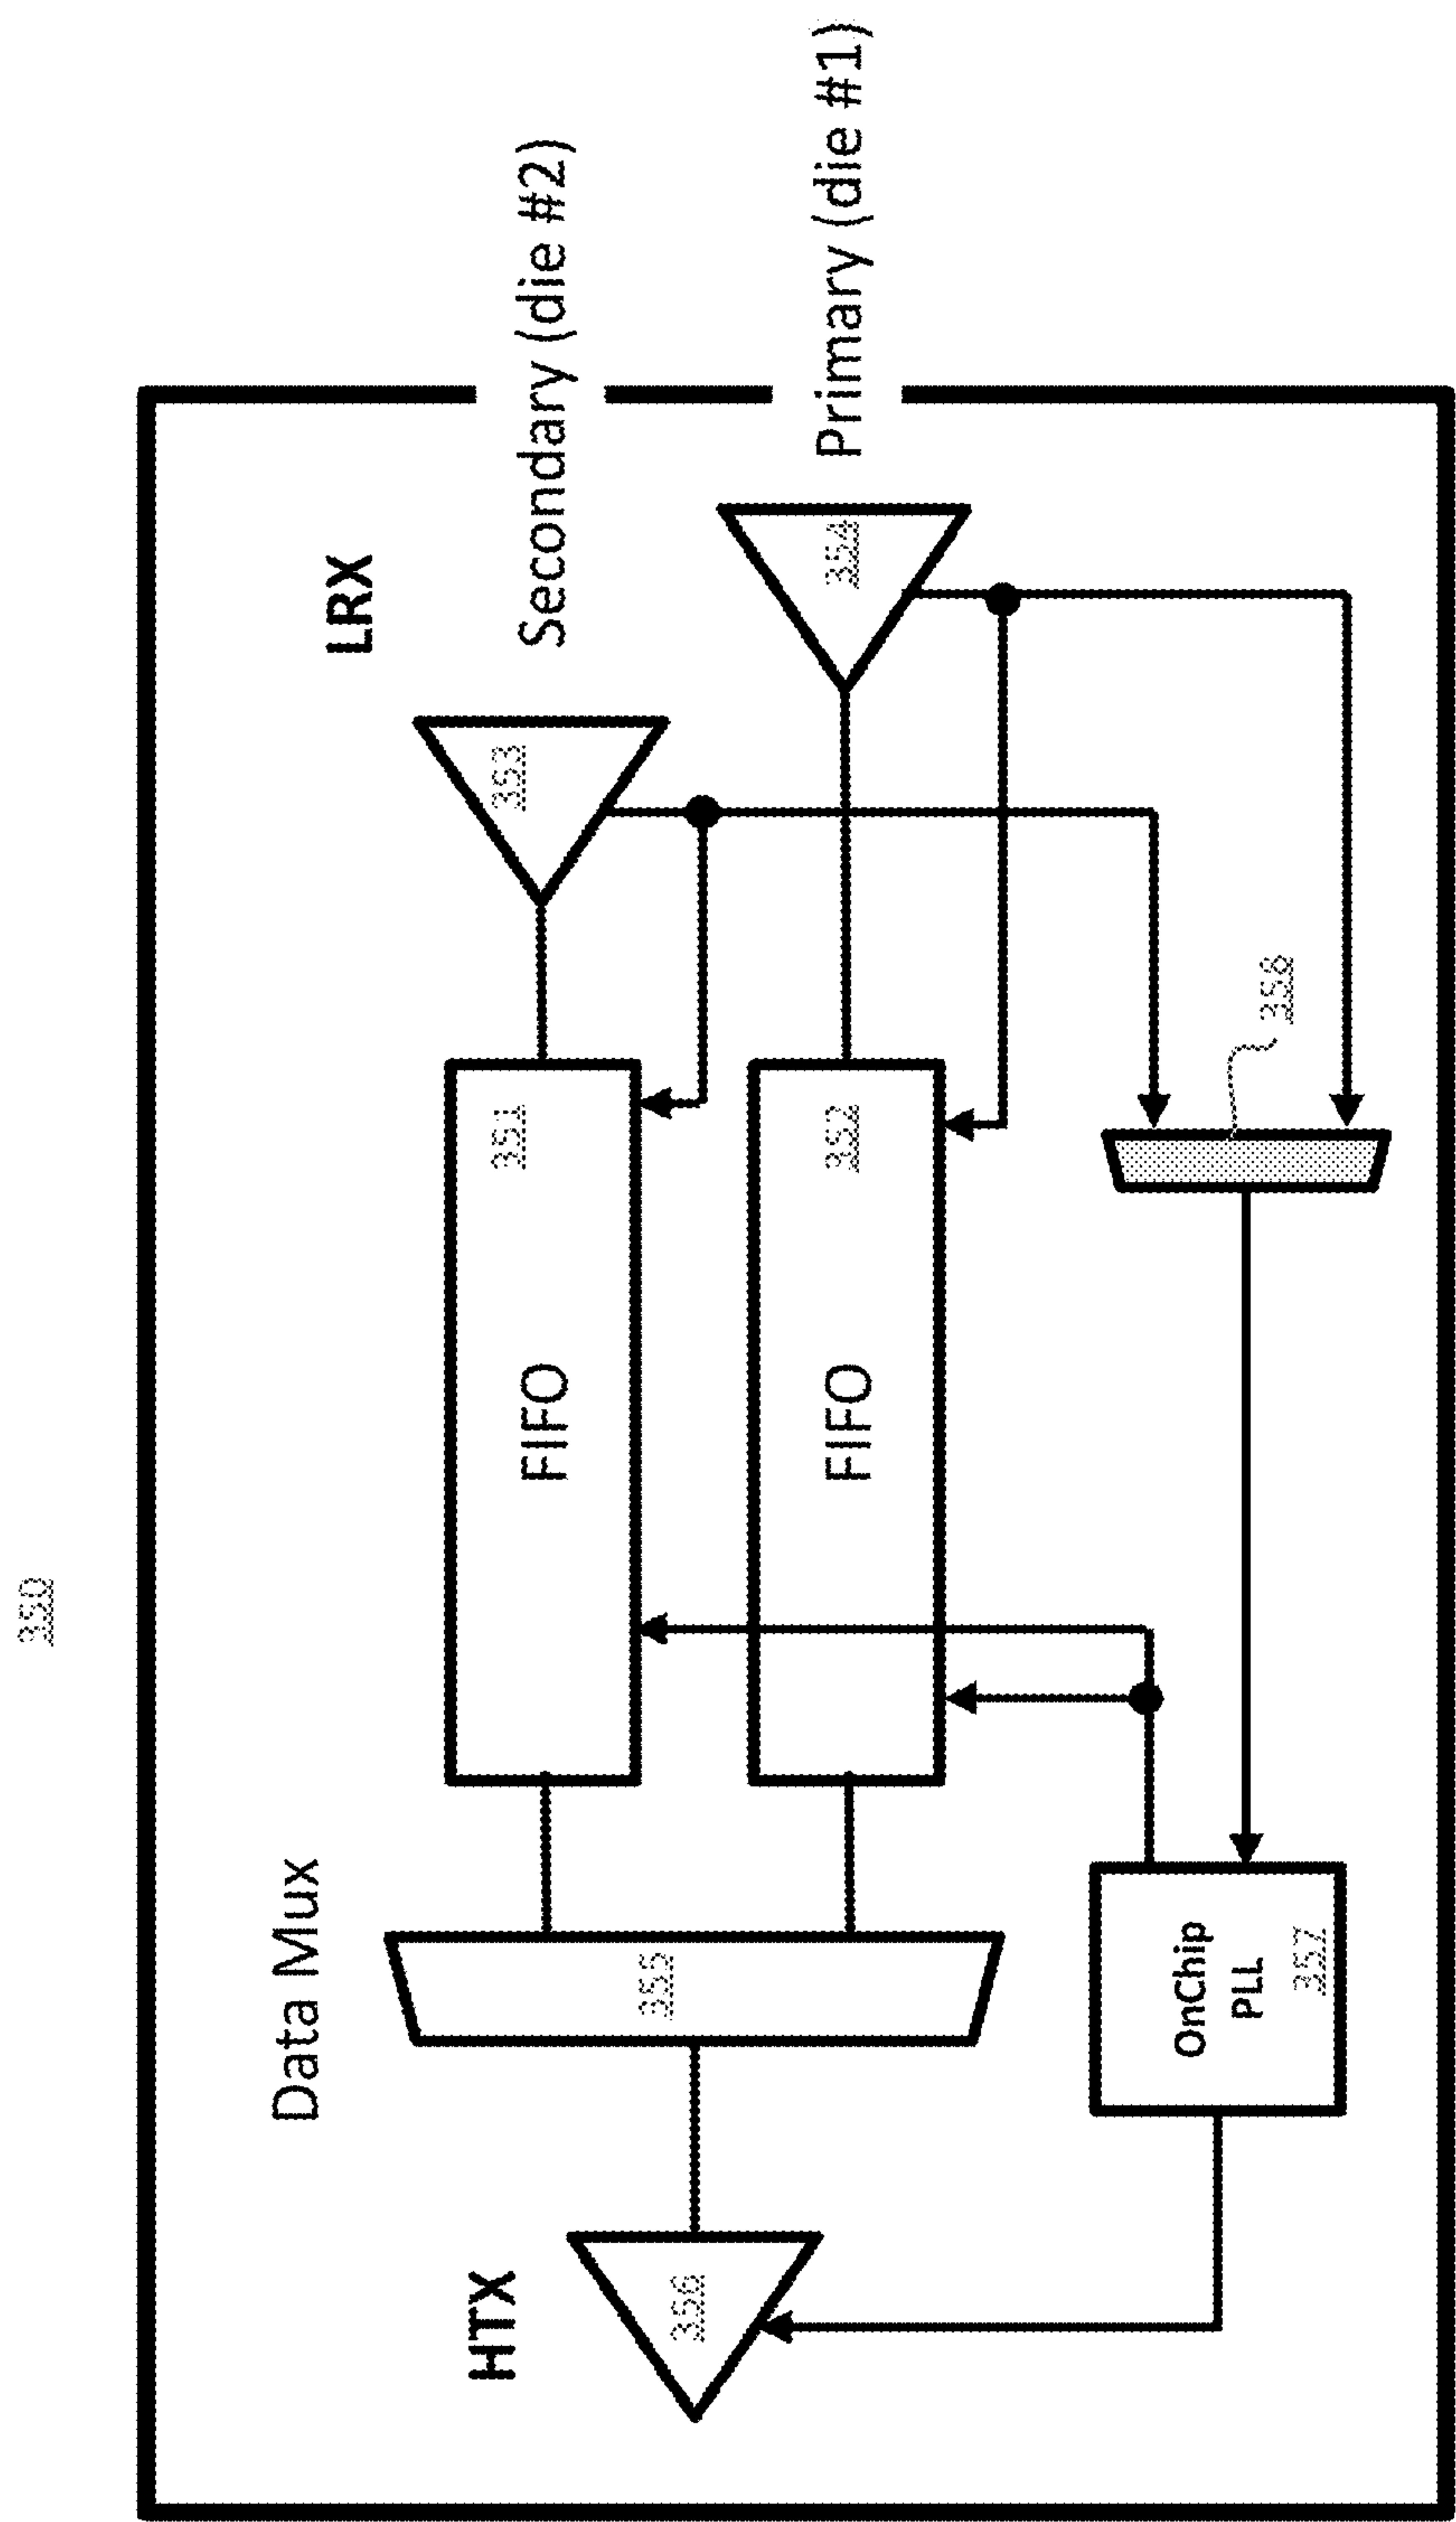 350
LRX
Secondary (die #2)
353
Primary (die #1)
354
351
FIFO
352
FIFO
358
Data Mux
355
OnChip
PLL
357
HTX
356